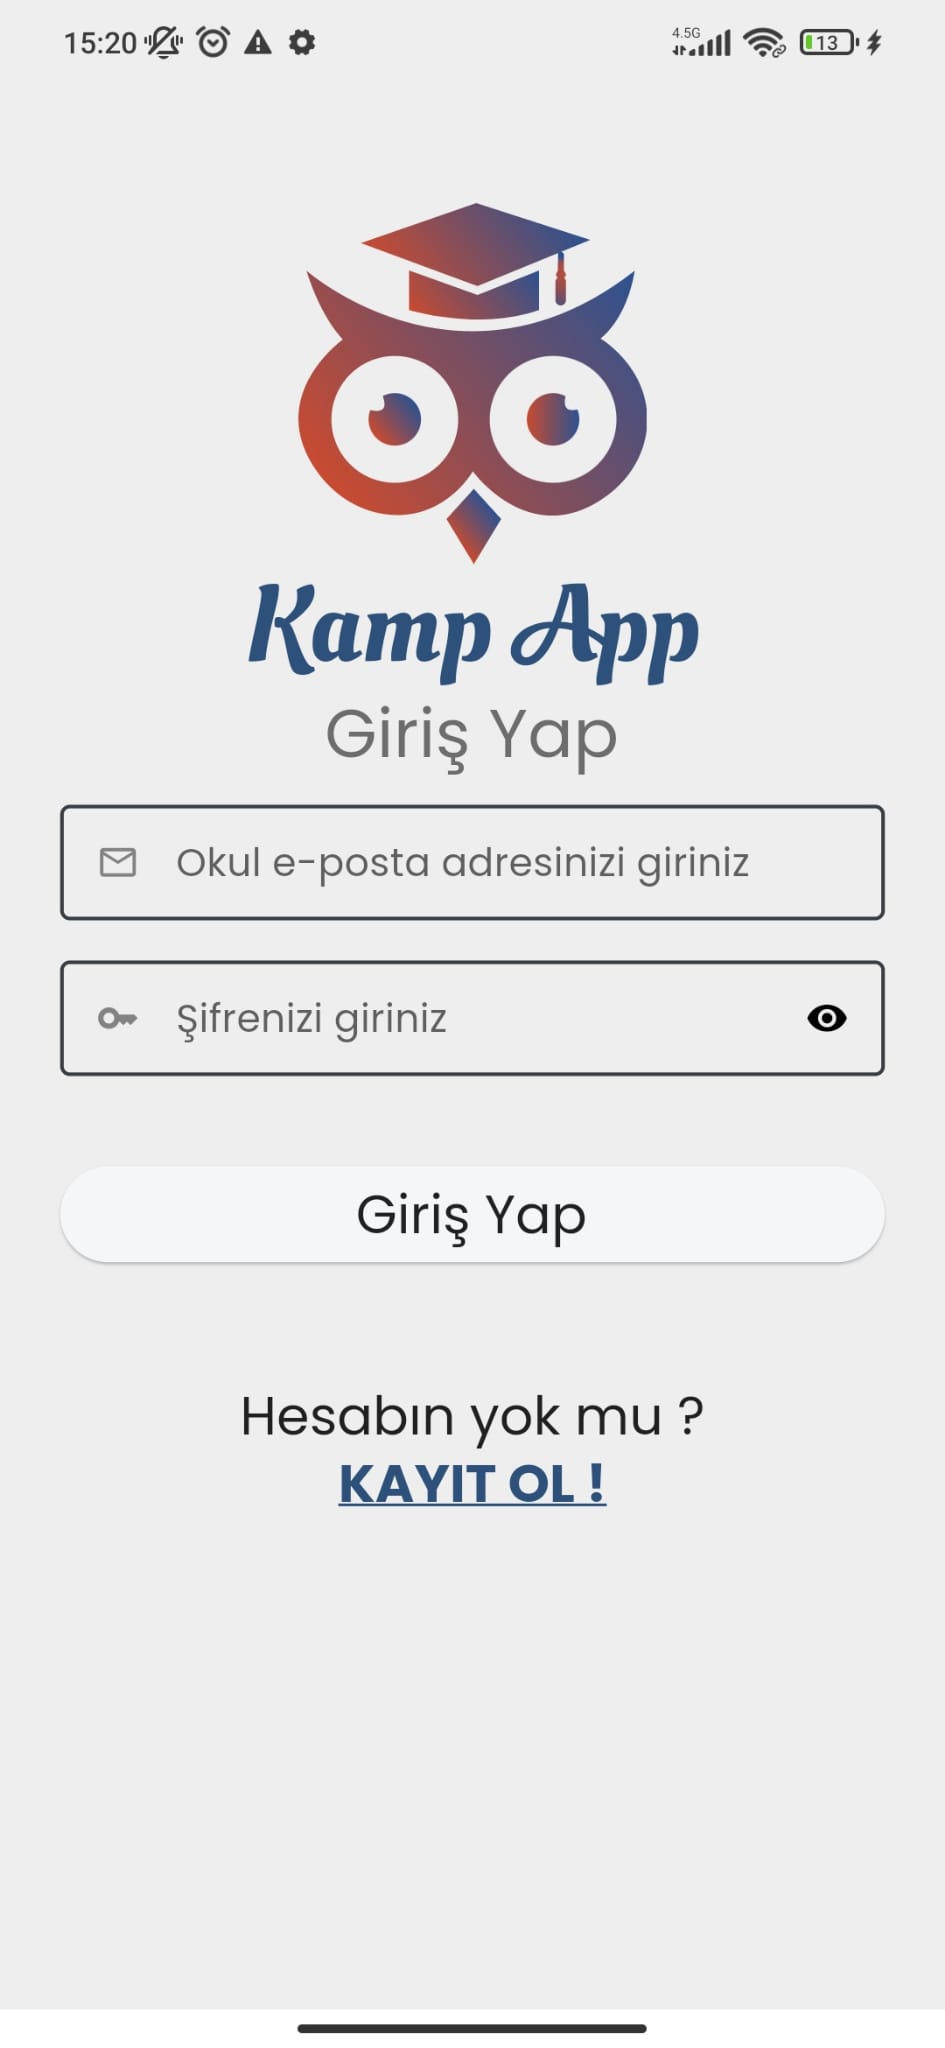 15:20
4.5G
13
Kamp App
Giriş Yap
Okul e-posta adresinizi giriniz
Şifrenizi giriniz
Giriş Yap
Hesabın yok mu ?
KAYIT OL !